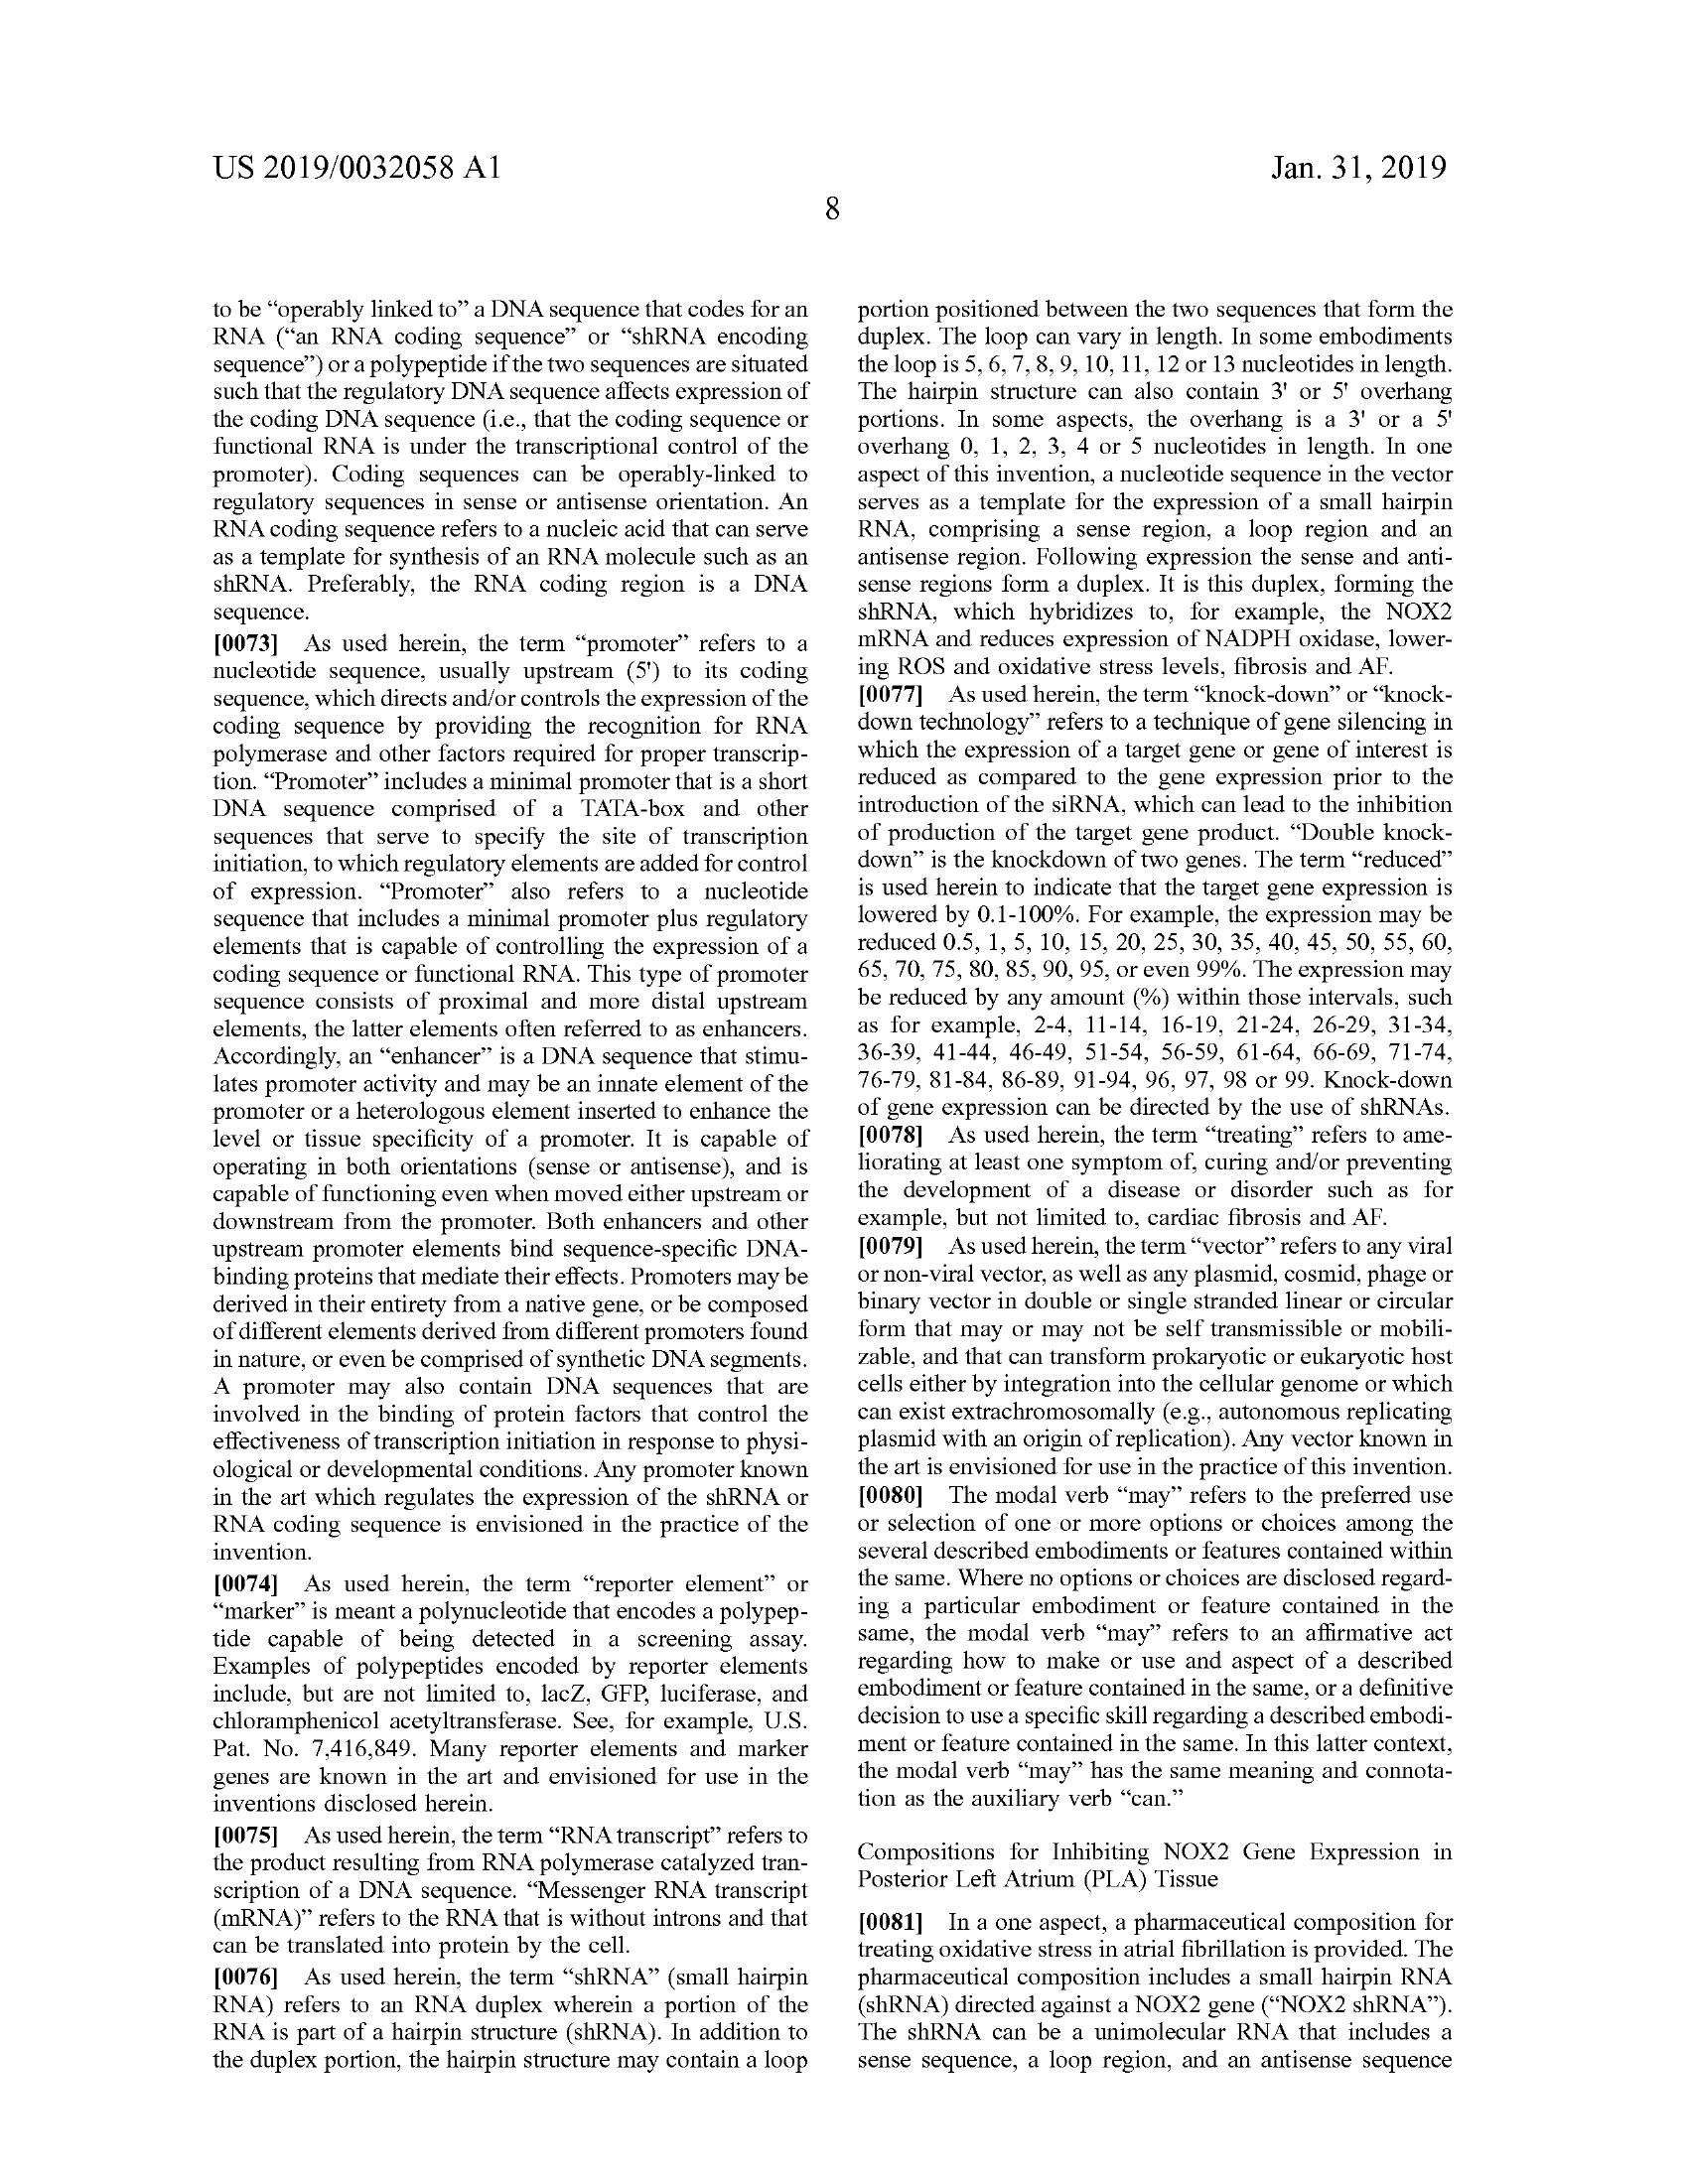 US 2019/0032058 A1
Jan. 31, 2019
8
to be “operably linked to” a DNA sequence that codes for an
RNA (“an RNA coding sequence” or “shRNA encoding
sequence”) or a polypeptide if the two sequences are situated
such that the regulatory DNA sequence affects expression of
the coding DNA sequence (i.e., that the coding sequence or
functional RNA is under the transcriptional control of the
promoter). Coding sequences can be operably-linked to
regulatory sequences in sense or antisense orientation. An
RNA coding sequence refers to a nucleic acid that can serve
as a template for synthesis of an RNA molecule such as an
shRNA. Preferably, the RNA coding region is a DNA
sequence.
[0073] As used herein, the term “promoter” refers to a
nucleotide sequence, usually upstream (5') to its coding
sequence, which directs and/or controls the expression of the
coding sequence by providing the recognition for RNA
polymerase and other factors required for proper transcrip-
tion. “Promoter” includes a minimal promoter that is a short
DNA sequence comprised of a TATA-box and other
sequences that serve to specify the site of transcription
initiation, to which regulatory elements are added for control
of expression. “Promoter” also refers to a nucleotide
sequence that includes a minimal promoter plus regulatory
elements that is capable of controlling the expression of a
coding sequence or functional RNA. This type of promoter
sequence consists of proximal and more distal upstream
elements, the latter elements often referred to as enhancers.
Accordingly, an “enhancer” is a DNA sequence that stimu-
lates promoter activity and may be an innate element of the
promoter or a heterologous element inserted to enhance the
level or tissue specificity of a promoter. It is capable of
operating in both orientations (sense or antisense), and is
capable of functioning even when moved either upstream or
downstream from the promoter. Both enhancers and other
upstream promoter elements bind sequence-specific DNA-
binding proteins that mediate their effects. Promoters may be
derived in their entirety from a native gene, or be composed
of different elements derived from different promoters found
in nature, or even be comprised of synthetic DNA segments.
A promoter may also contain DNA sequences that are
involved in the binding of protein factors that control the
effectiveness of transcription initiation in response to physi-
ological or developmental conditions. Any promoter known
in the art which regulates the expression of the shRNA or
RNA coding sequence is envisioned in the practice of the
invention.
[0074] As used herein, the term “reporter element” or
“marker” is meant a polynucleotide that encodes a polypep-
tide capable of being detected in a screening assay.
Examples of polypeptides encoded by reporter elements
include, but are not limited to, lacZ, GFP, luciferase, and
chloramphenicol acetyltransferase. See, for example, U.S.
Pat. No. 7,416,849. Many reporter elements and marker
genes are known in the art and envisioned for use in the
inventions disclosed herein.
[0075] As used herein, the term “RNA transcript” refers to
the product resulting from RNA polymerase catalyzed tran-
scription of a DNA sequence. “Messenger RNA transcript
(mRNA)” refers to the RNA that is without introns and that
can be translated into protein by the cell.
[0076] As used herein, the term “shRNA” (small hairpin
RNA) refers to an RNA duplex wherein a portion of the
RNA is part of a hairpin structure (shRNA). In addition to
the duplex portion, the hairpin structure may contain a loop
portion positioned between the two sequences that form the
duplex. The loop can vary in length. In some embodiments
the loop is 5, 6, 7, 8, 9, 10, 11, 12 or 13 nucleotides in length.
The hairpin structure can also contain 3' or 5' overhang
portions. In some aspects, the overhang is a 3' or a 5'
overhang 0, 1, 2, 3, 4 or 5 nucleotides in length. In one
aspect of this invention, a nucleotide sequence in the vector
serves as a template for the expression of a small hairpin
RNA, comprising a sense region, a loop region and an
antisense region. Following expression the sense and anti-
sense regions form a duplex. It is this duplex, forming the
shRNA, which hybridizes to, for example, the NOX2
mRNA and reduces expression of NADPH oxidase, lower-
ing ROS and oxidative stress levels, fibrosis and AF.
[0077] As used herein, the term “knock-down” or “knock-
down technology” refers to a technique of gene silencing in
which the expression of a target gene or gene of interest is
reduced as compared to the gene expression prior to the
introduction of the siRNA, which can lead to the inhibition
of production of the target gene product. “Double knock-
down” is the knockdown of two genes. The term “reduced”
is used herein to indicate that the target gene expression is
lowered by 0.1-100%. For example, the expression may be
reduced 0.5, 1, 5, 10, 15, 20, 25, 30, 35, 40, 45, 50, 55, 60,
65, 70, 75, 80, 85, 90, 95, or even 99%. The expression may
be reduced by any amount (%) within those intervals, such
as for example, 2-4, 11-14, 16-19, 21-24, 26-29, 31-34,
36-39, 41-44, 46-49, 51-54, 56-59, 61-64, 66-69, 71-74,
76-79, 81-84, 86-89, 91-94, 96, 97, 98 or 99. Knock-down
of gene expression can be directed by the use of shRNAs.
[0078] As used herein, the term “treating” refers to ame-
liorating at least one symptom of, curing and/or preventing
the development of a disease or disorder such as for
example, but not limited to, cardiac fibrosis and AF.
[0079] As used herein, the term “vector” refers to any viral
or non-viral vector, as well as any plasmid, cosmid, phage or
binary vector in double or single stranded linear or circular
form that may or may not be self transmissible or mobili-
zable, and that can transform prokaryotic or eukaryotic host
cells either by integration into the cellular genome or which
can exist extrachromosomally (e.g., autonomous replicating
plasmid with an origin of replication). Any vector known in
the art is envisioned for use in the practice of this invention.
[0080] The modal verb “may” refers to the preferred use
or selection of one or more options or choices among the
several described embodiments or features contained within
the same. Where no options or choices are disclosed regard-
ing a particular embodiment or feature contained in the
same, the modal verb “may” refers to an affirmative act
regarding how to make or use and aspect of a described
embodiment or feature contained in the same, or a definitive
decision to use a specific skill regarding a described embodi-
ment or feature contained in the same. In this latter context,
the modal verb “may” has the same meaning and connota-
tion as the auxiliary verb “can.”
Compositions for Inhibiting NOX2 Gene Expression in
Posterior Left Atrium (PLA) Tissue
[0081] In a one aspect, a pharmaceutical composition for
treating oxidative stress in atrial fibrillation is provided. The
pharmaceutical composition includes a small hairpin RNA
(shRNA) directed against a NOX2 gene (“NOX2 shRNA”).
The shRNA can be a unimolecular RNA that includes a
sense sequence, a loop region, and an antisense sequence